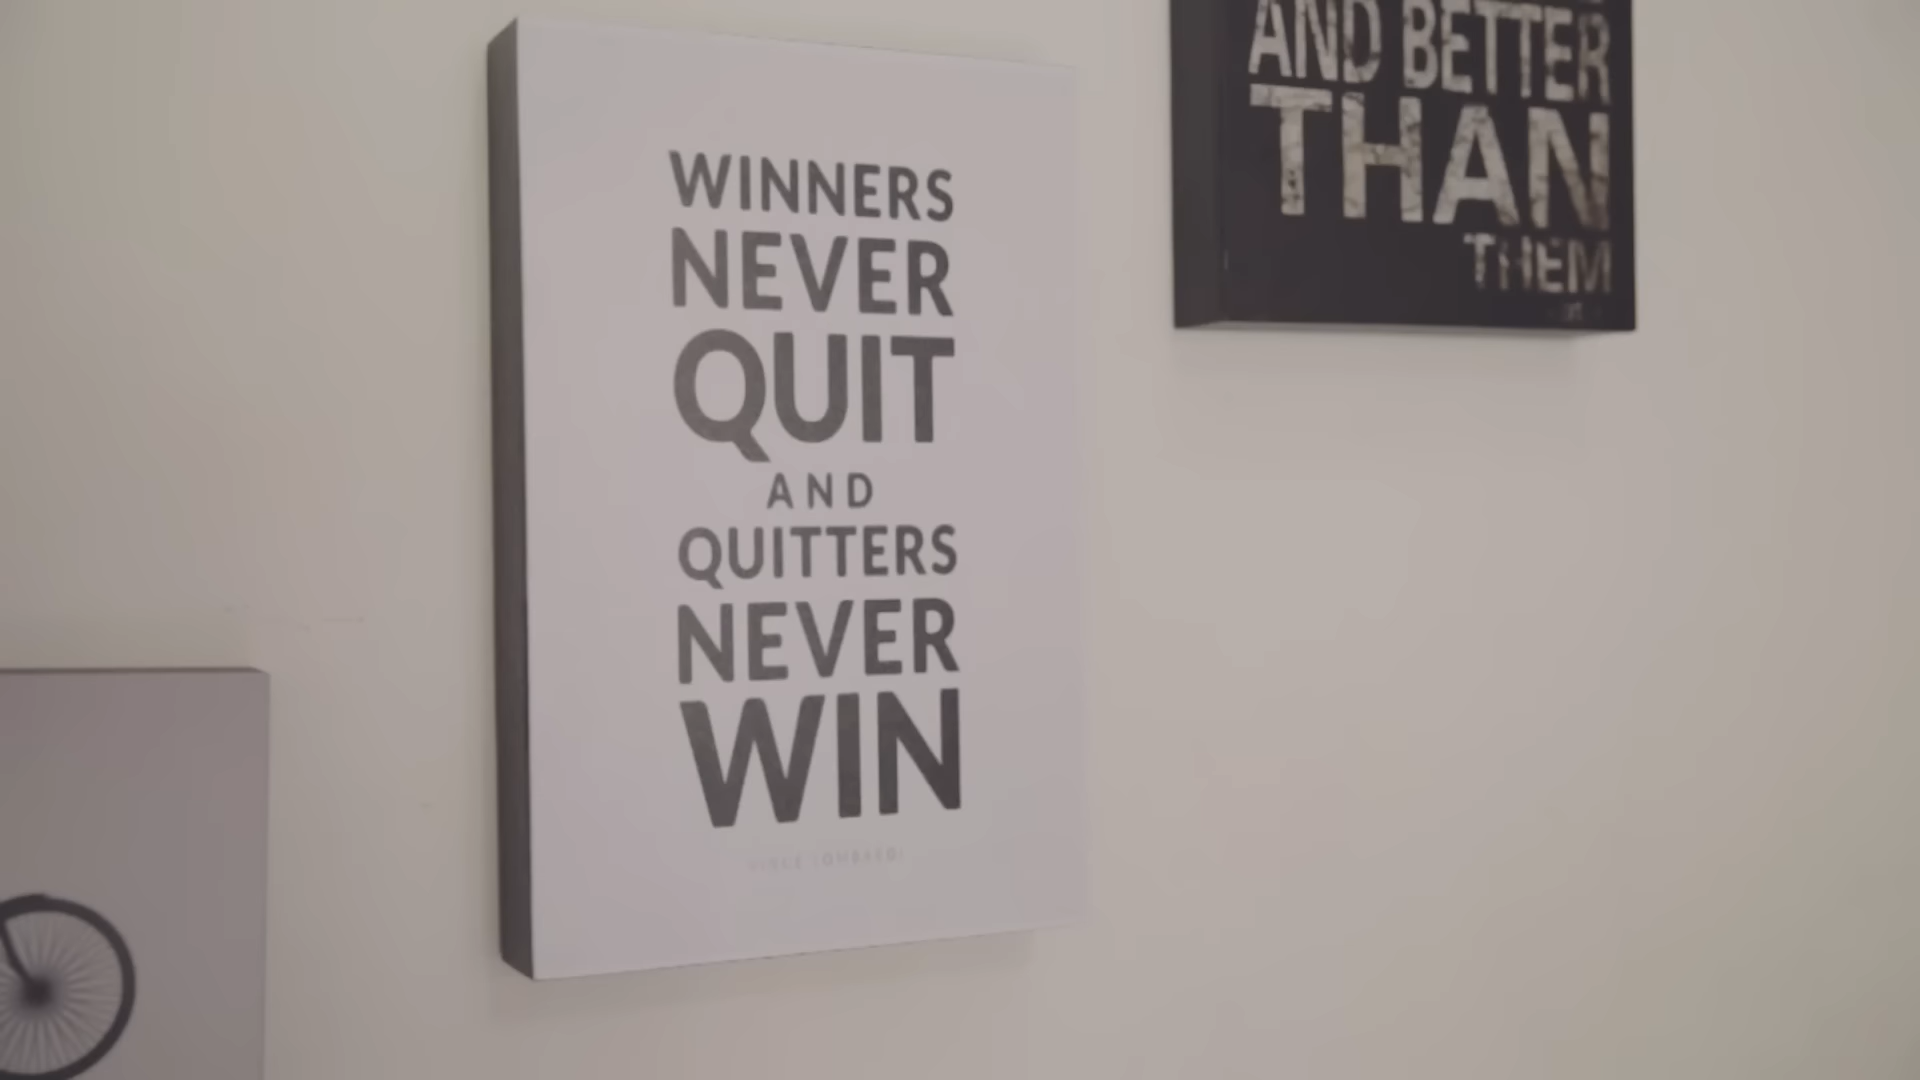 WINNERS
NEVER
QUIT
AND
QUITTERS
NEVER
WIN
AND BETTER
THAN
THEM